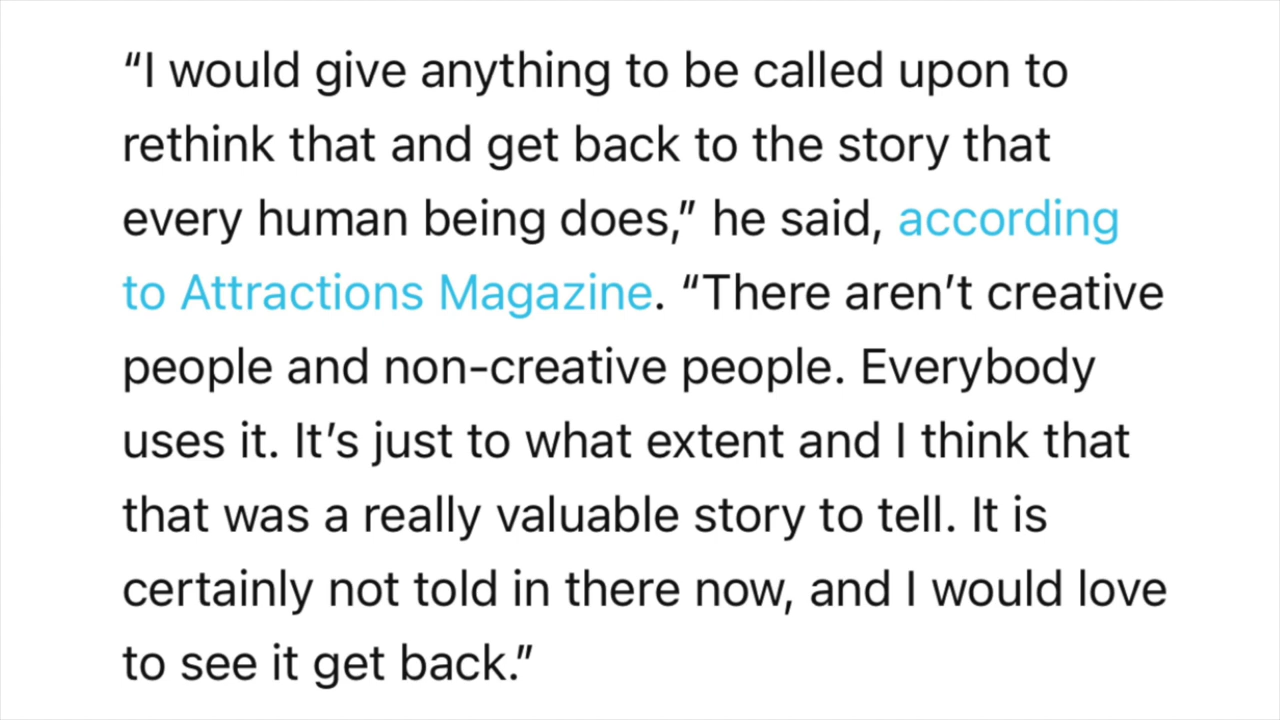 “I would give anything to be called upon to
rethink that and get back to the story that
every human being does,” he said, according
to Attractions Magazine. “There aren’t creative
people and non-creative people. Everybody
uses it. It’s just to what extent and I think that
that was a really valuable story to tell. It is
certainly not told in there now, and I would love
to see it get back.”